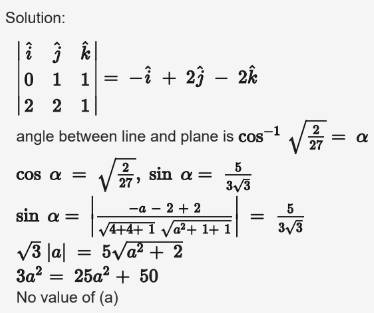 Solution:
| î ĵ k̂ |
| 0 1 1 | = −î + 2ĵ − 2k̂
| 2 2 1 |
angle between line and plane is cos⁻¹ √(2/27) = α
cos α = √(2/27), sin α = 5/(3√3)
sin α = |(−a − 2 + 2)/(√(4+4+1) √(a²+1+1))| = 5/(3√3)
√3 |a| = 5√(a² + 2)
3a² = 25a² + 50
No value of (a)